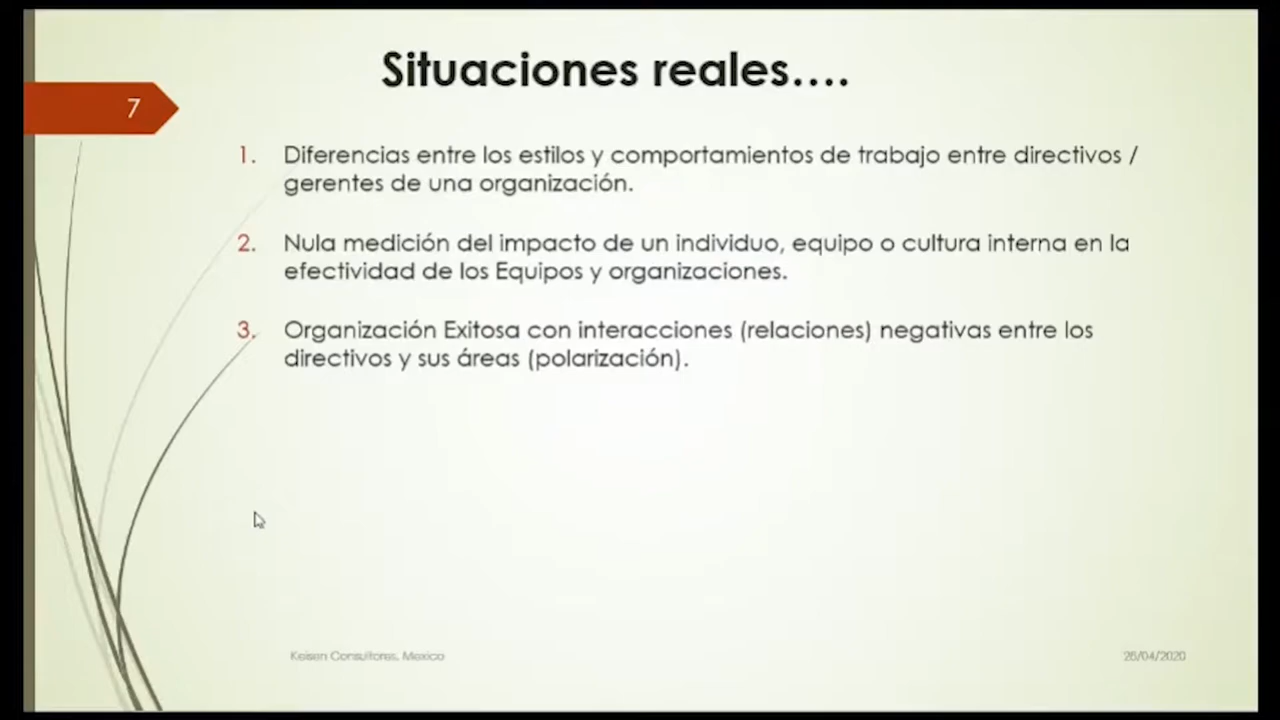 Situaciones reales....
7
1. Diferencias entre los estilos y comportamientos de trabajo entre directivos /
gerentes de una organización.
2. Nula medición del impacto de un individuo, equipo o cultura interna en la
efectividad de los Equipos y organizaciones.
3. Organización Exitosa con interacciones (relaciones) negativas entre los
directivos y sus áreas (polarización).
Keisen Consultores, Mexico
26/04/2020